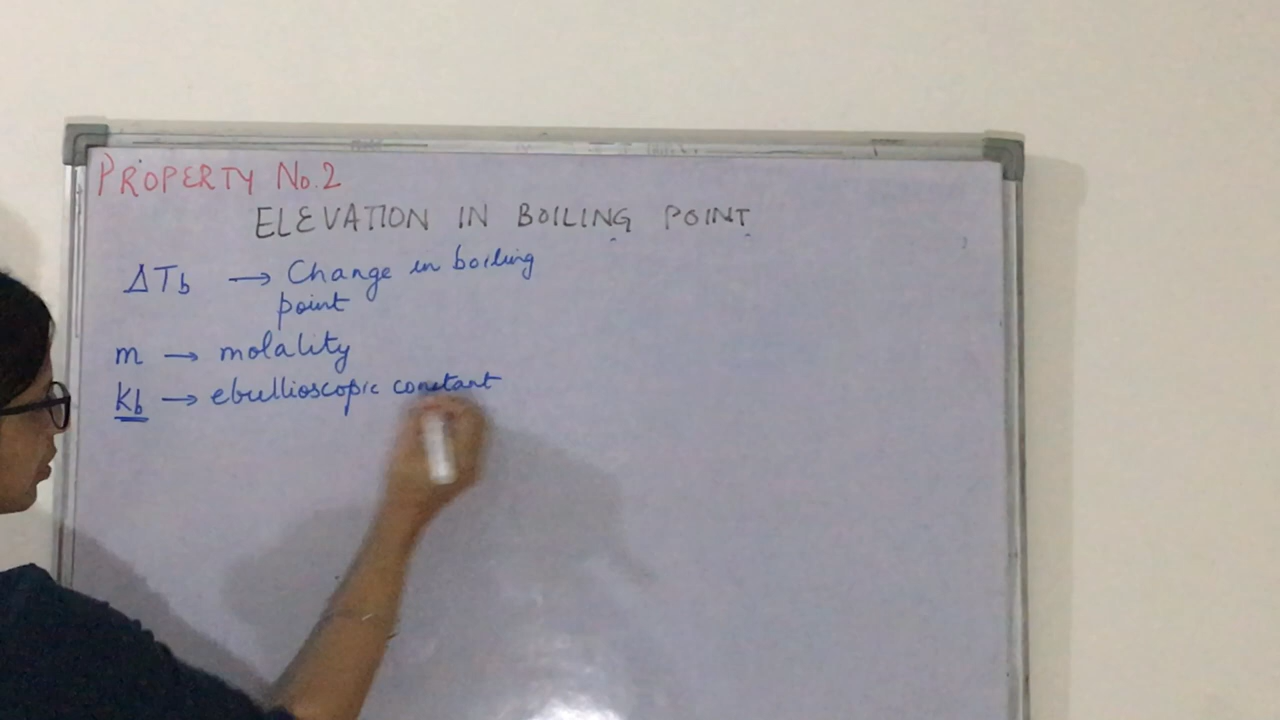 PROPERTY No.2
ELEVATION IN BOILING POINT
ΔTb → Change in boiling
point
m → molality
Kb → ebullioscopic constant